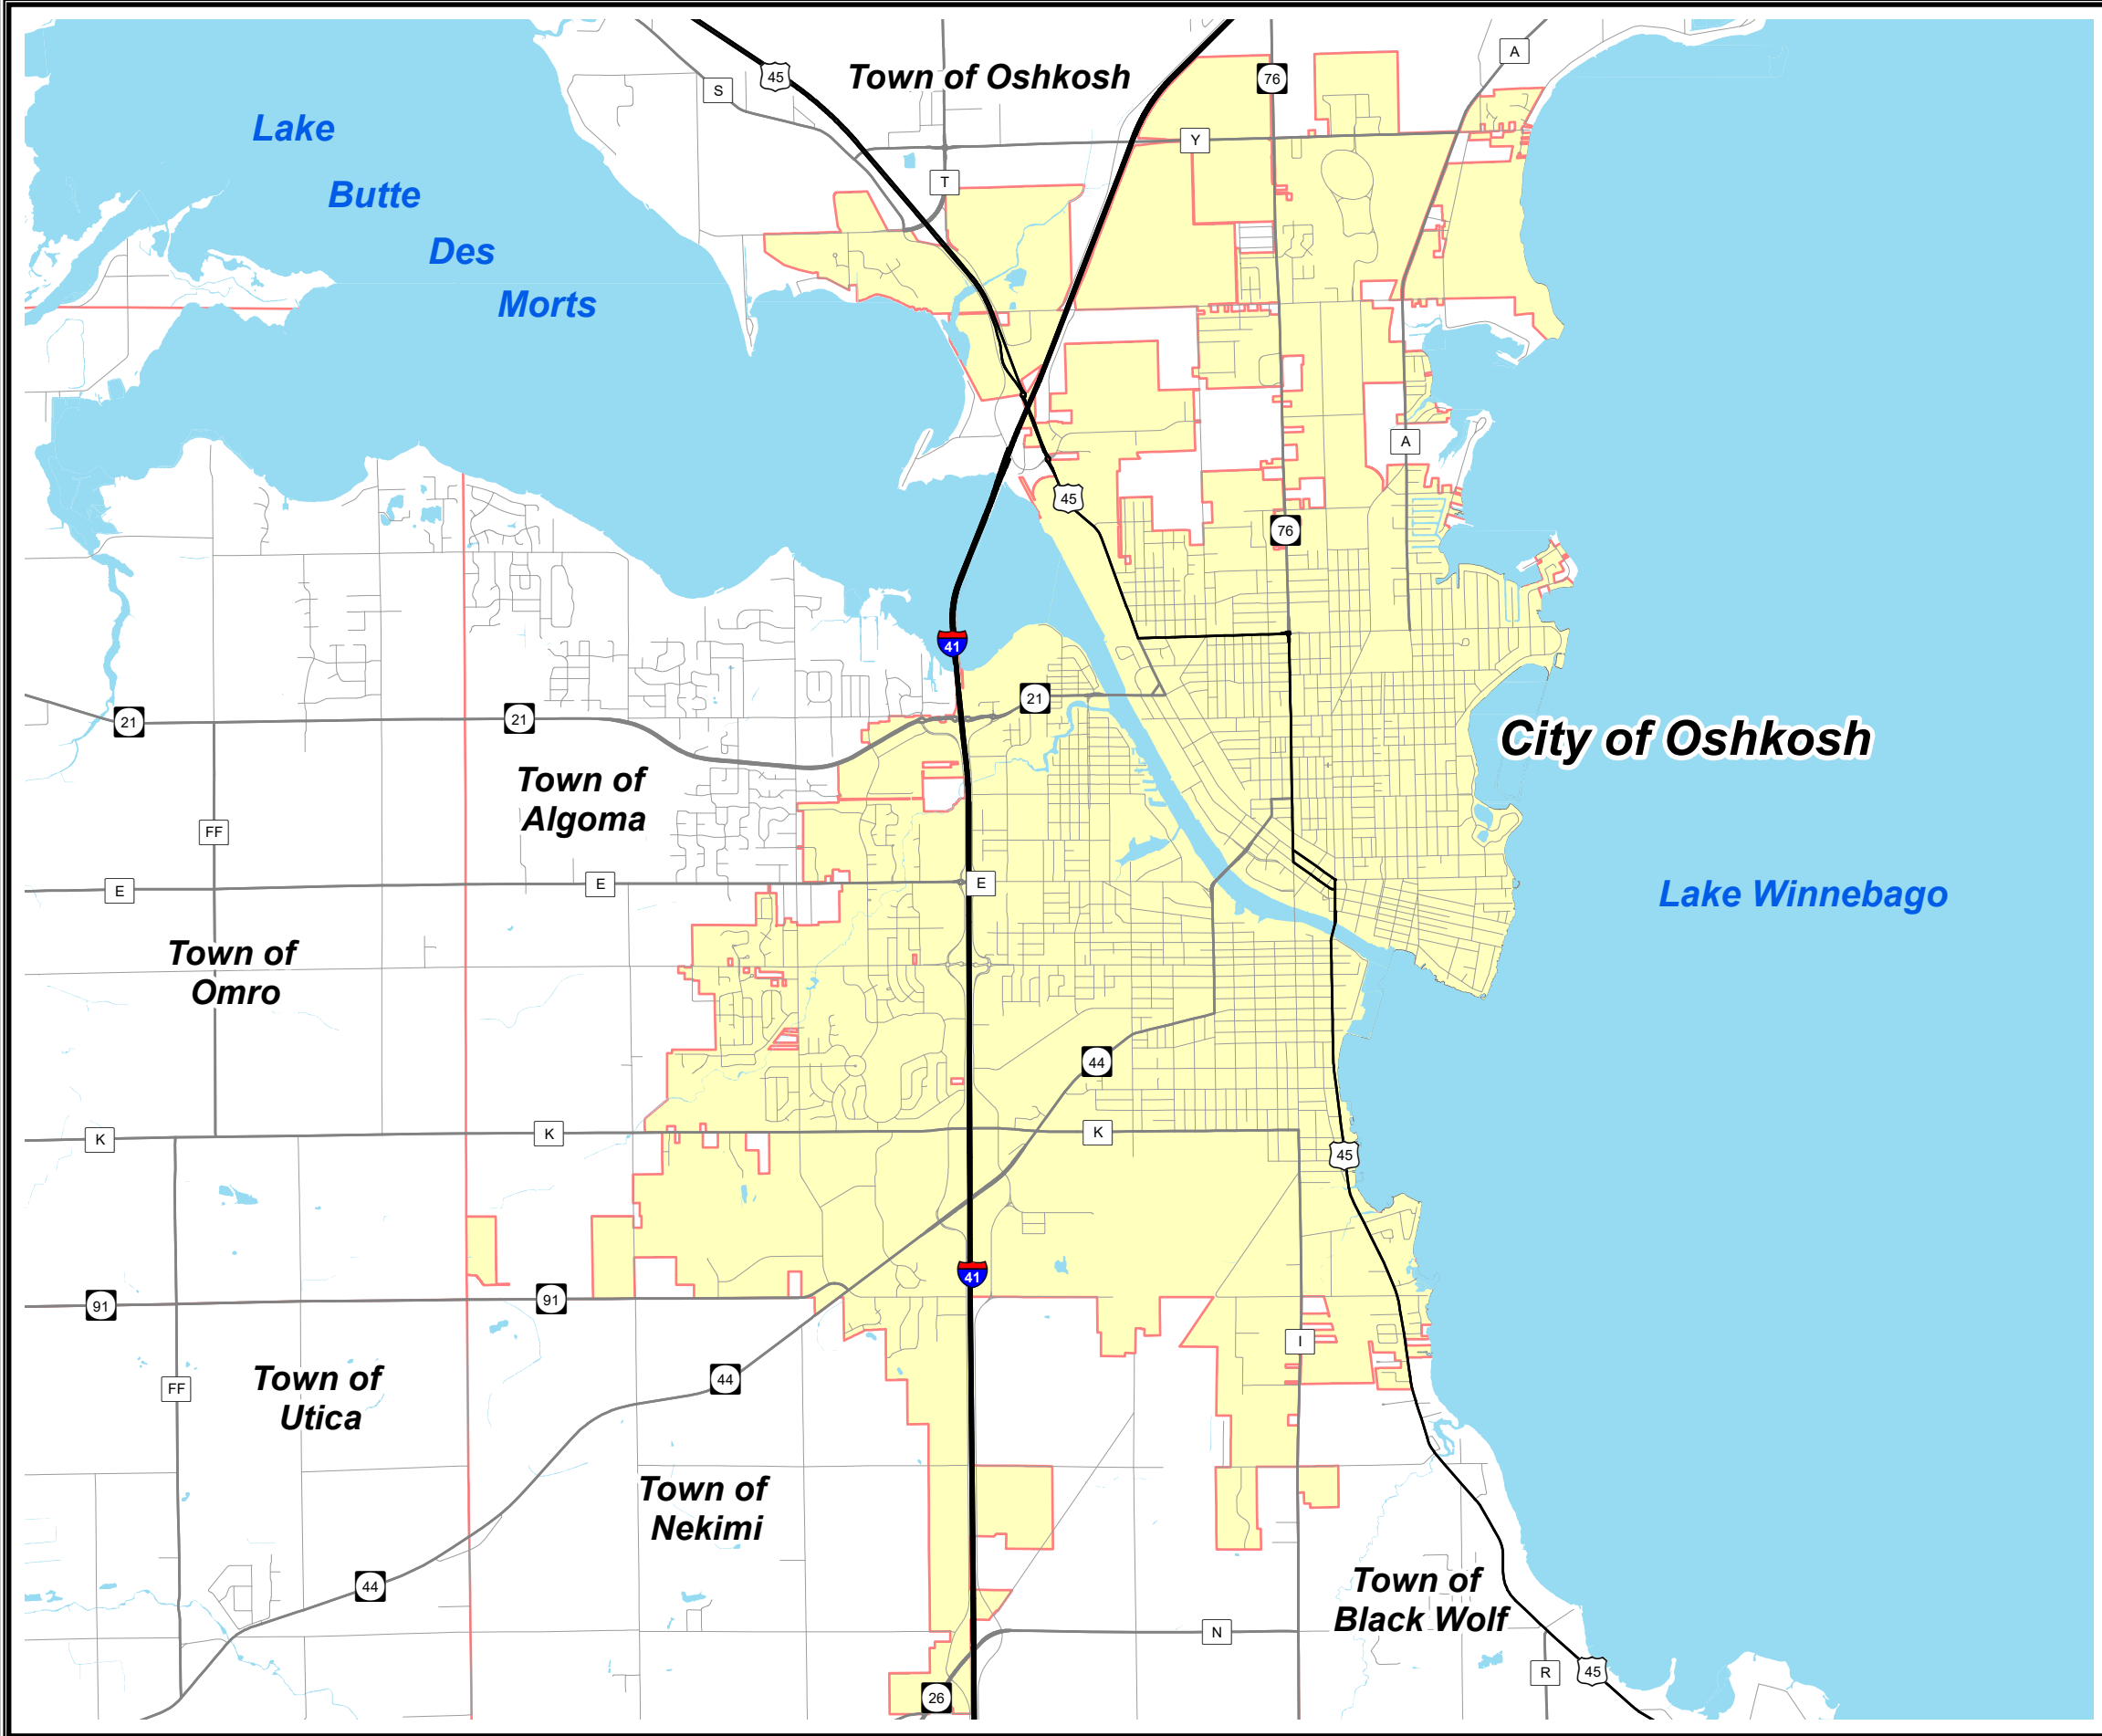 Town of Oshkosh
45
76
A
S
Lake
Y
T
Butte
Des
Morts
A
45
76
41
21
21
21
City of Oshkosh
Town of
Algoma
FF
E
E
E
Lake Winnebago
Town of
Omro
44
K
K
K
45
41
91
91
I
Town of
Utica
FF
44
Town of
Nekimi
44
Town of
Black Wolf
N
R
45
26